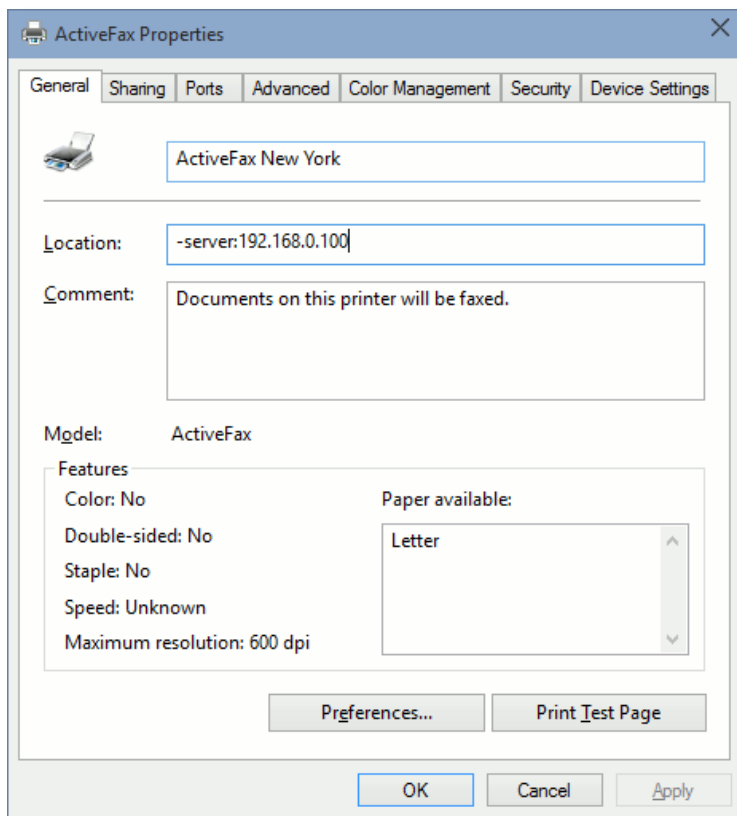 ActiveFax Properties
General Sharing Ports Advanced Color Management Security Device Settings
ActiveFax New York
Location: -server:192.168.0.100
Comment: Documents on this printer will be faxed.
Model: ActiveFax
Features
Color: No Paper available:
Double-sided: No Letter
Staple: No
Speed: Unknown
Maximum resolution: 600 dpi
Preferences... Print Test Page
OK Cancel Apply